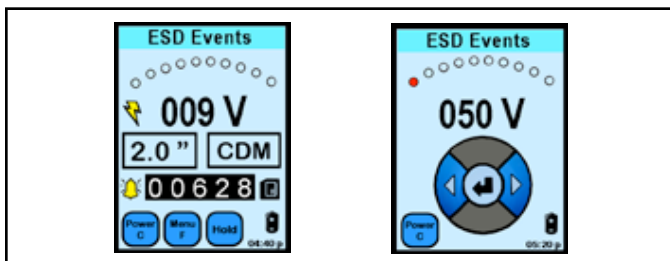 ESD Events
009 V
2.0 "
CDM
00628
Power
C
Menu
F
Hold
04:40 p
ESD Events
050 V
Power
C
05:20 p